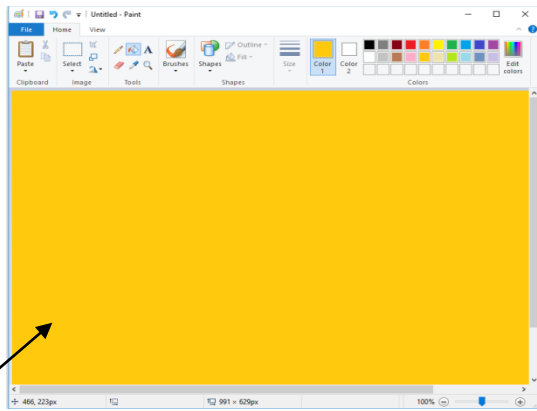 Untitled - Paint
File Home View
Paste Select Brushes Shapes Outline Fill Size Color 1 Color 2 Edit colors
Clipboard Image Tools Shapes Colors
466, 223px 991 × 629px 100%